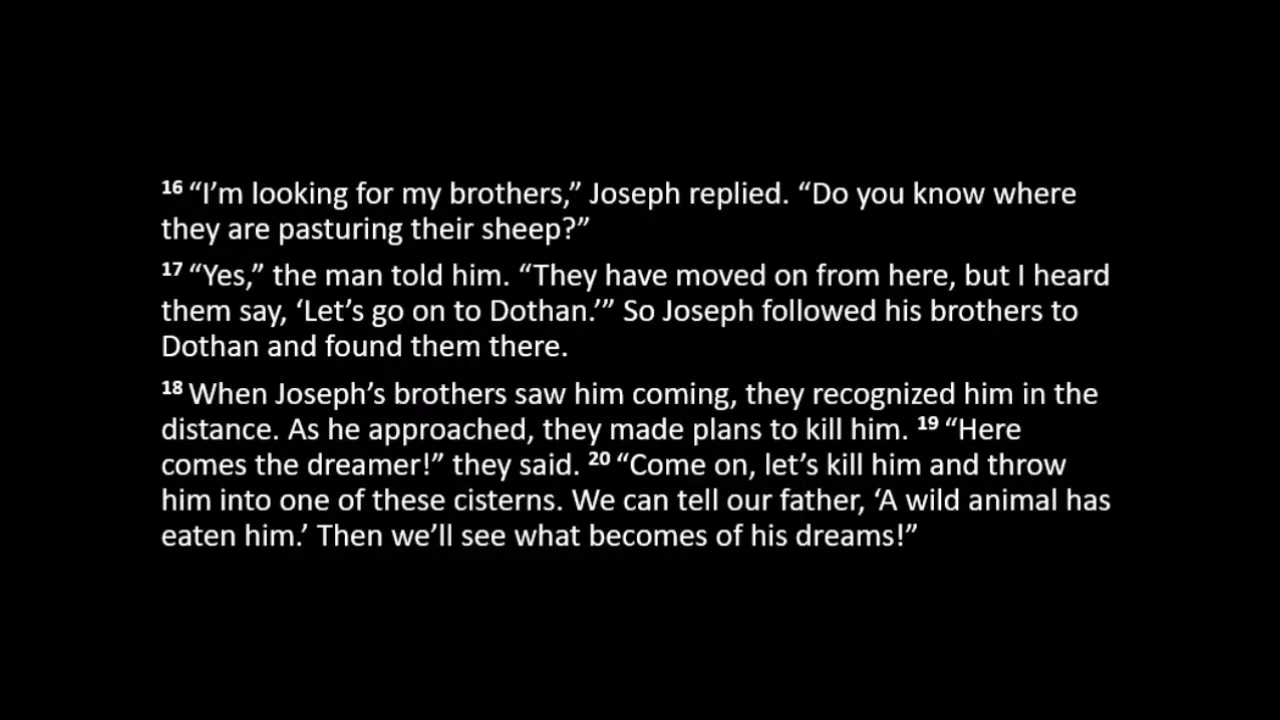 16 “I’m looking for my brothers,” Joseph replied. “Do you know where
they are pasturing their sheep?”
17 “Yes,” the man told him. “They have moved on from here, but I heard
them say, ‘Let’s go on to Dothan.’” So Joseph followed his brothers to
Dothan and found them there.
18 When Joseph’s brothers saw him coming, they recognized him in the
distance. As he approached, they made plans to kill him. 19 “Here
comes the dreamer!” they said. 20 “Come on, let’s kill him and throw
him into one of these cisterns. We can tell our father, ‘A wild animal has
eaten him.’ Then we’ll see what becomes of his dreams!”